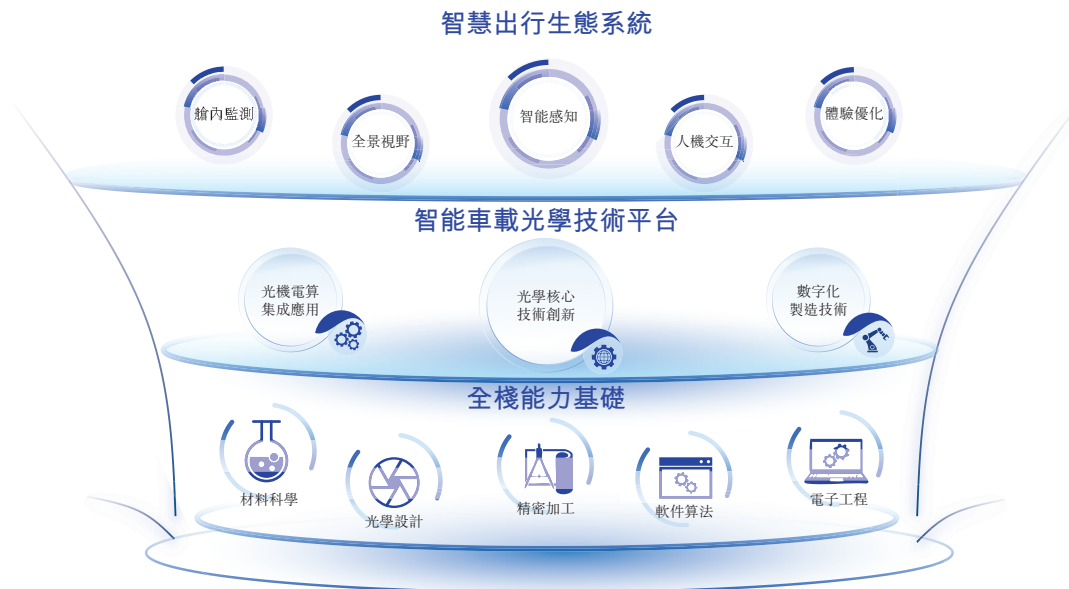 智慧出行生態系統
艙內監測
全景視野
智能感知
人機交互
體驗優化
智能車載光學技術平台
光機電算
集成應用
光學核心
技術創新
數字化
製造技術
全棧能力基礎
材料科學
光學設計
精密加工
軟件算法
電子工程